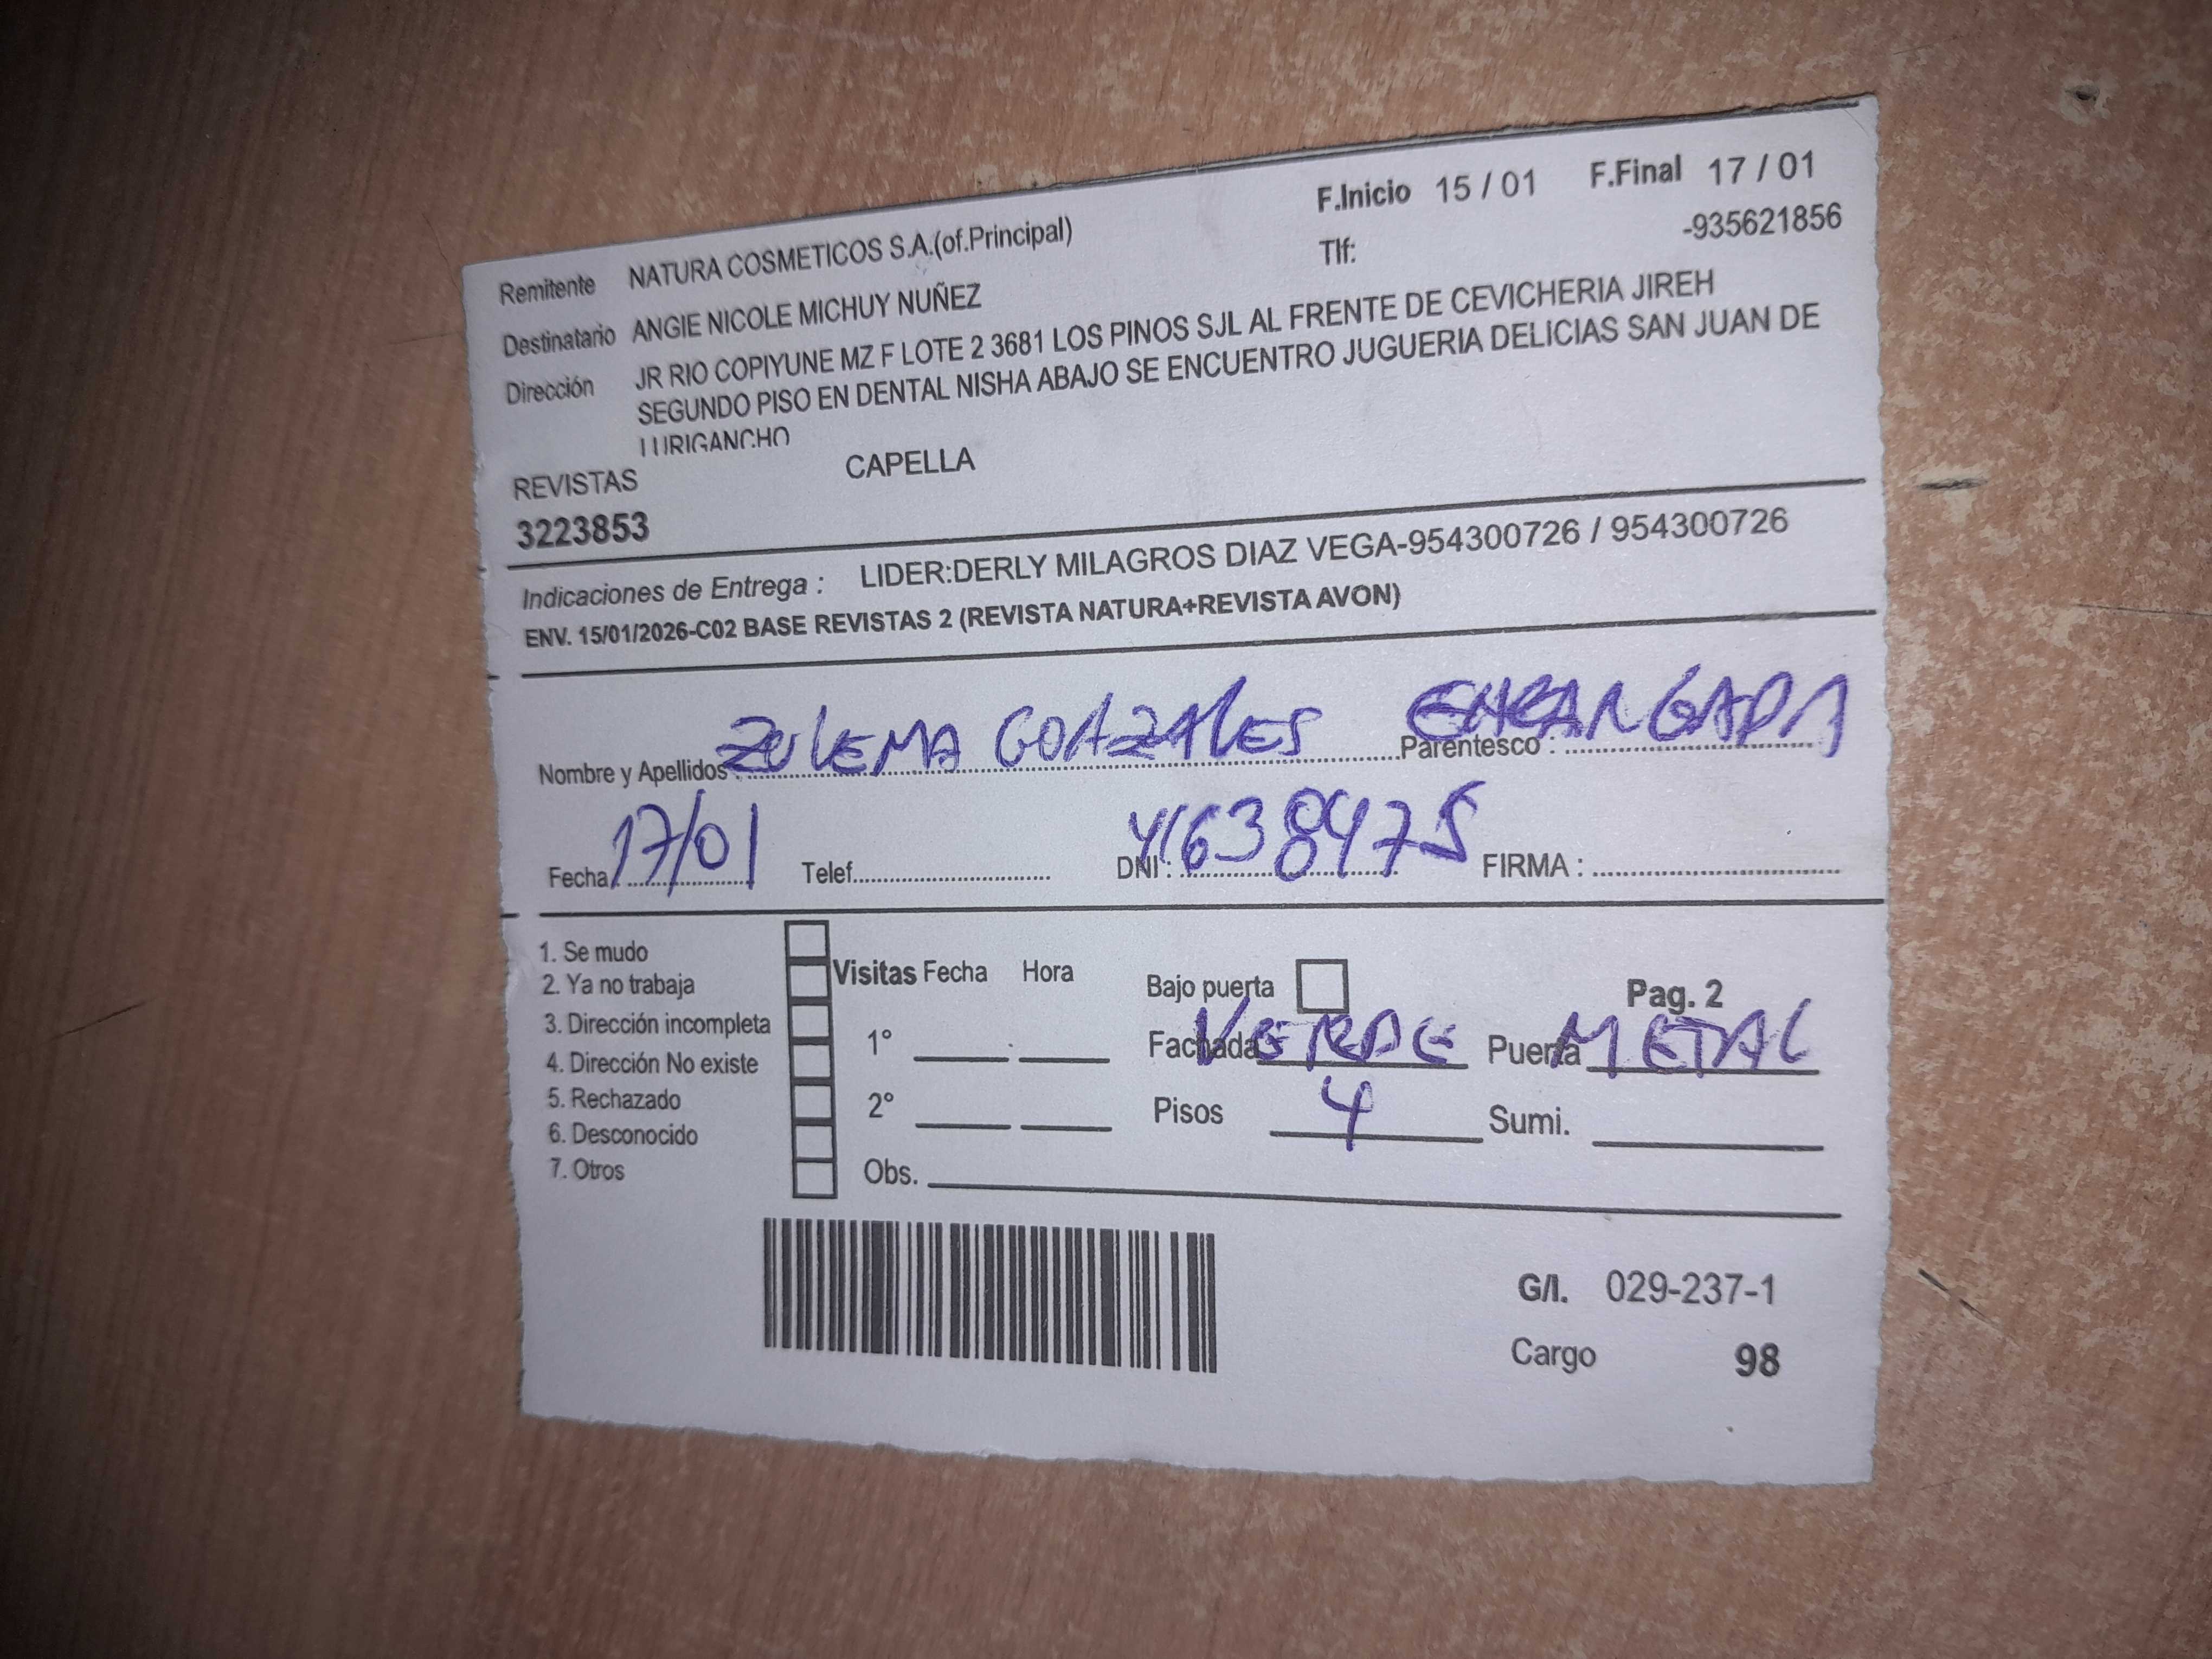 F.Inicio 15 / 01 F.Final 17 / 01
Remitente NATURA COSMETICOS S.A.(of.Principal) Tlf: -935621856
Destinatario ANGIE NICOLE MICHUY NUÑEZ
Dirección JR RIO COPIYUNE MZ F LOTE 2 3681 LOS PINOS SJL AL FRENTE DE CEVICHERIA JIREH
SEGUNDO PISO EN DENTAL NISHA ABAJO SE ENCUENTRO JUGUERIA DELICIAS SAN JUAN DE
LURIGANCHO
REVISTAS CAPELLA
3223853
Indicaciones de Entrega : LIDER:DERLY MILAGROS DIAZ VEGA-954300726 / 954300726
ENV. 15/01/2026-C02 BASE REVISTAS 2 (REVISTA NATURA+REVISTA AVON)
Nombre y Apellidos : ZULEMA GONZALES Parentesco : ENCARGADA
Fecha : 17/01 Telef. DNI : 41638475 FIRMA :
1. Se mudo
2. Ya no trabaja
3. Dirección incompleta
4. Dirección No existe
5. Rechazado
6. Desconocido
7. Otros
Visitas Fecha Hora
1°
2°
Obs.
Bajo puerta Pag. 2
Fachada VERDE Puerta METAL
Pisos 4 Sumi.
G/I. 029-237-1
Cargo 98